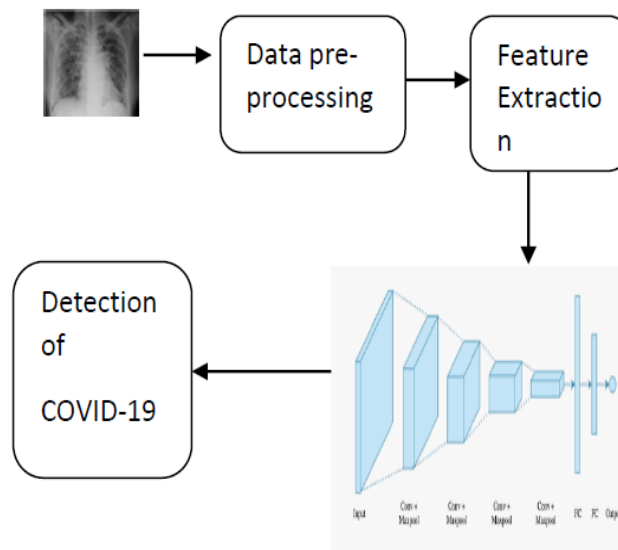 Data pre-
processing
Feature
Extractio
n
Detection
of
COVID-19
Input
Conv +
Maxpool
Conv +
Maxpool
Conv +
Maxpool
Conv +
Maxpool
FC
FC
Output